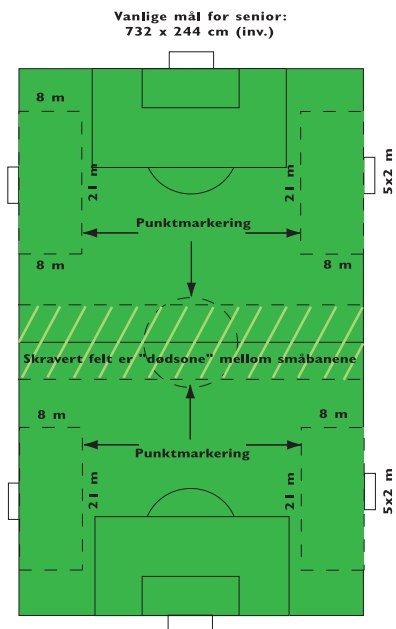 Vanlige mål for senior:
732 x 244 cm (inv.)
8 m
21 m
21 m
5x2 m
Punktmarkering
8 m
8 m
Skravert felt er "dødsone" mellom småbanene
8 m
8 m
Punktmarkering
21 m
21 m
5x2 m